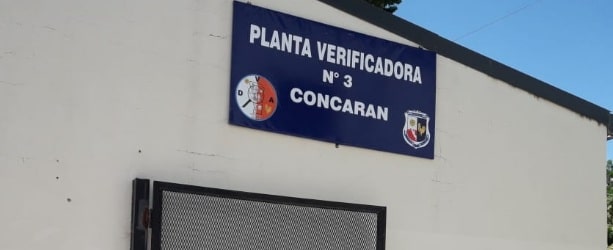 PLANTA VERIFICADORA
N° 3
CONCARAN
D V A